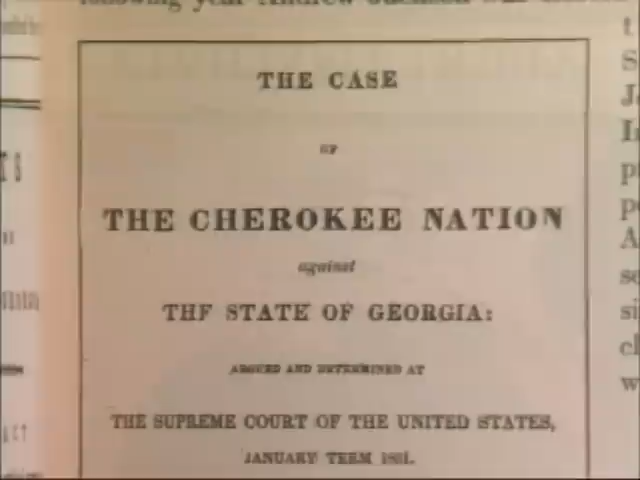 THE CASE
OF
THE CHEROKEE NATION
against
THE STATE OF GEORGIA:
ARGUED AND DETERMINED AT
THE SUPREME COURT OF THE UNITED STATES,
JANUARY TERM 1831.